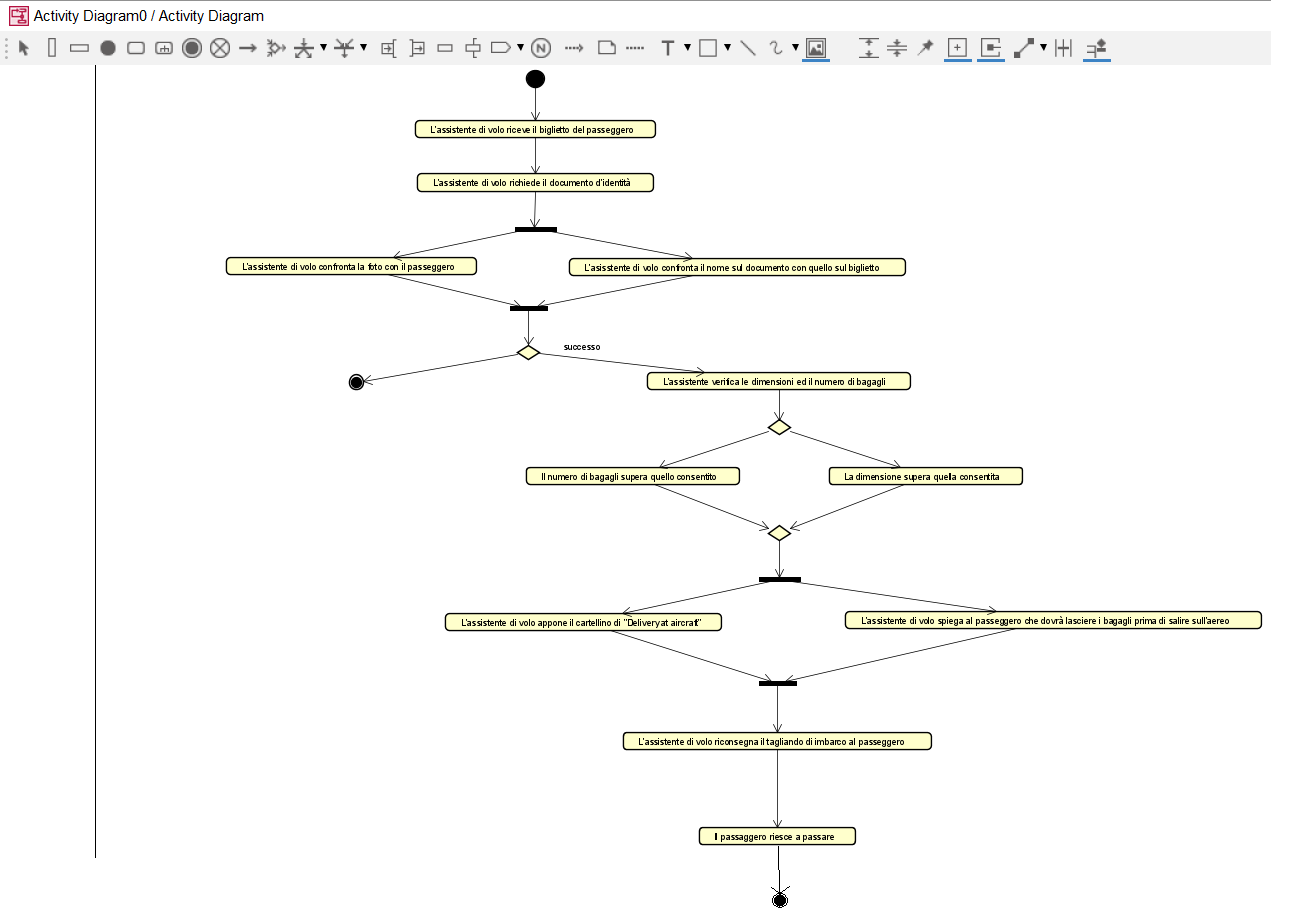 Activity Diagram0 / Activity Diagram
L'assistente di volo riceve il biglietto del passeggero
L'assistente di volo richiede il documento d'identità
L'assistente di volo confronta la foto con il passeggero
L'asisstente di volo confronta il nome sul documento con quello sul biglietto
successo
L'assistente verifica le dimensioni ed il numero di bagagli
Il numero di bagagli supera quello consentito
La dimensione supera quella consentita
L'assistente di volo appone il cartellino di "Delivery at aircraft"
L'assistente di volo spiega al passeggero che dovrà lasciere i bagagli prima di salire sull'aereo
L'assistente di volo riconsegna il tagliando di imbarco al passeggero
Il passaggero riesce a passare